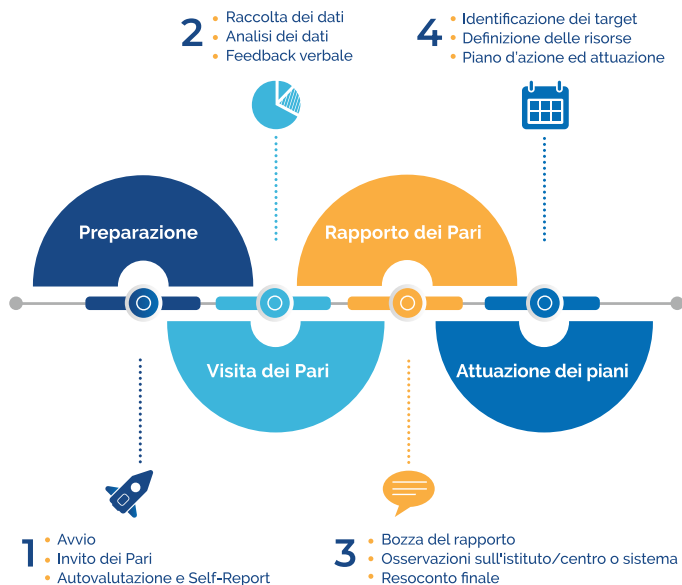 2
Raccolta dei dati
Analisi dei dati
Feedback verbale
4
Identificazione dei target
Definizione delle risorse
Piano d'azione ed attuazione
Preparazione
Rapporto dei Pari
Visita dei Pari
Attuazione dei piani
1
Avvio
Invito dei Pari
Autovalutazione e Self-Report
3
Bozza del rapporto
Osservazioni sull'istituto/centro o sistema
Resoconto finale